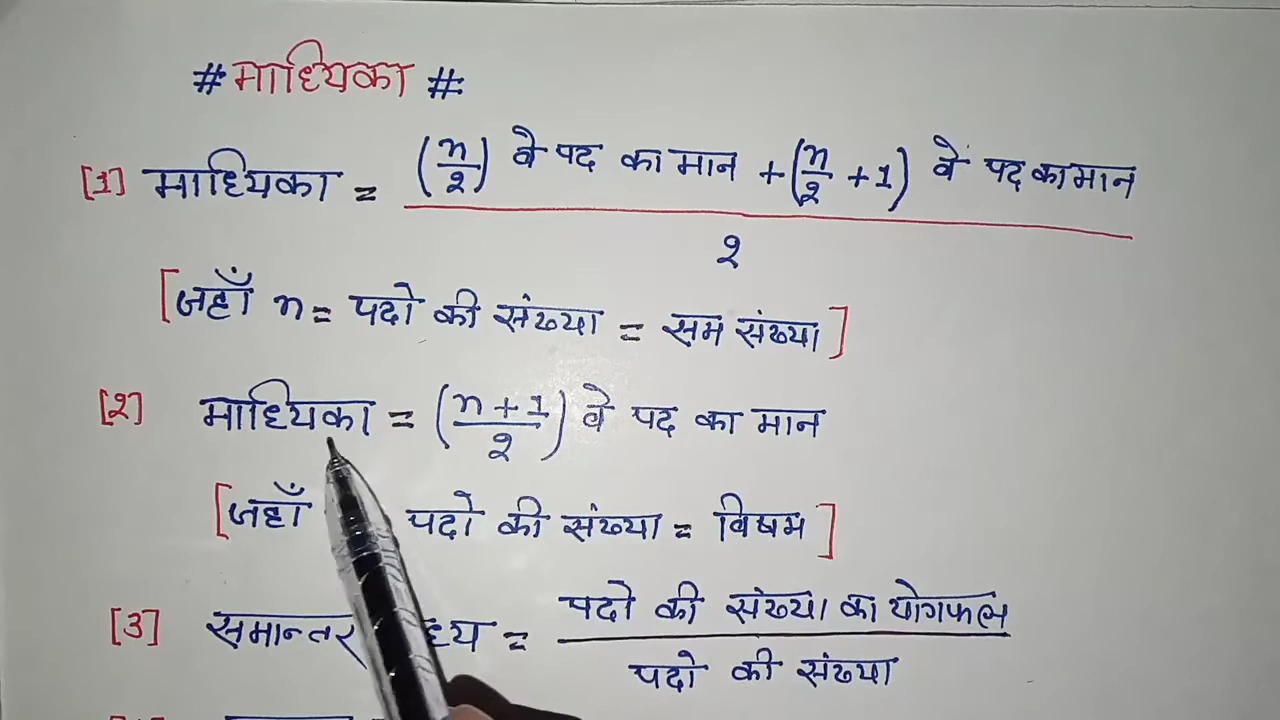 # माध्यिका #
[1] माध्यिका = (n/2) वे पद का मान + (n/2 + 1) वें पद का मान / 2
[जहाँ n = पदो की संख्या = सम संख्या]
[2] माध्यिका = (n + 1 / 2) वे पद का मान
[जहाँ पदो की संख्या = विषम]
[3] समान्तर ध्य = पदो की संख्या का योगफल / पदो की संख्या